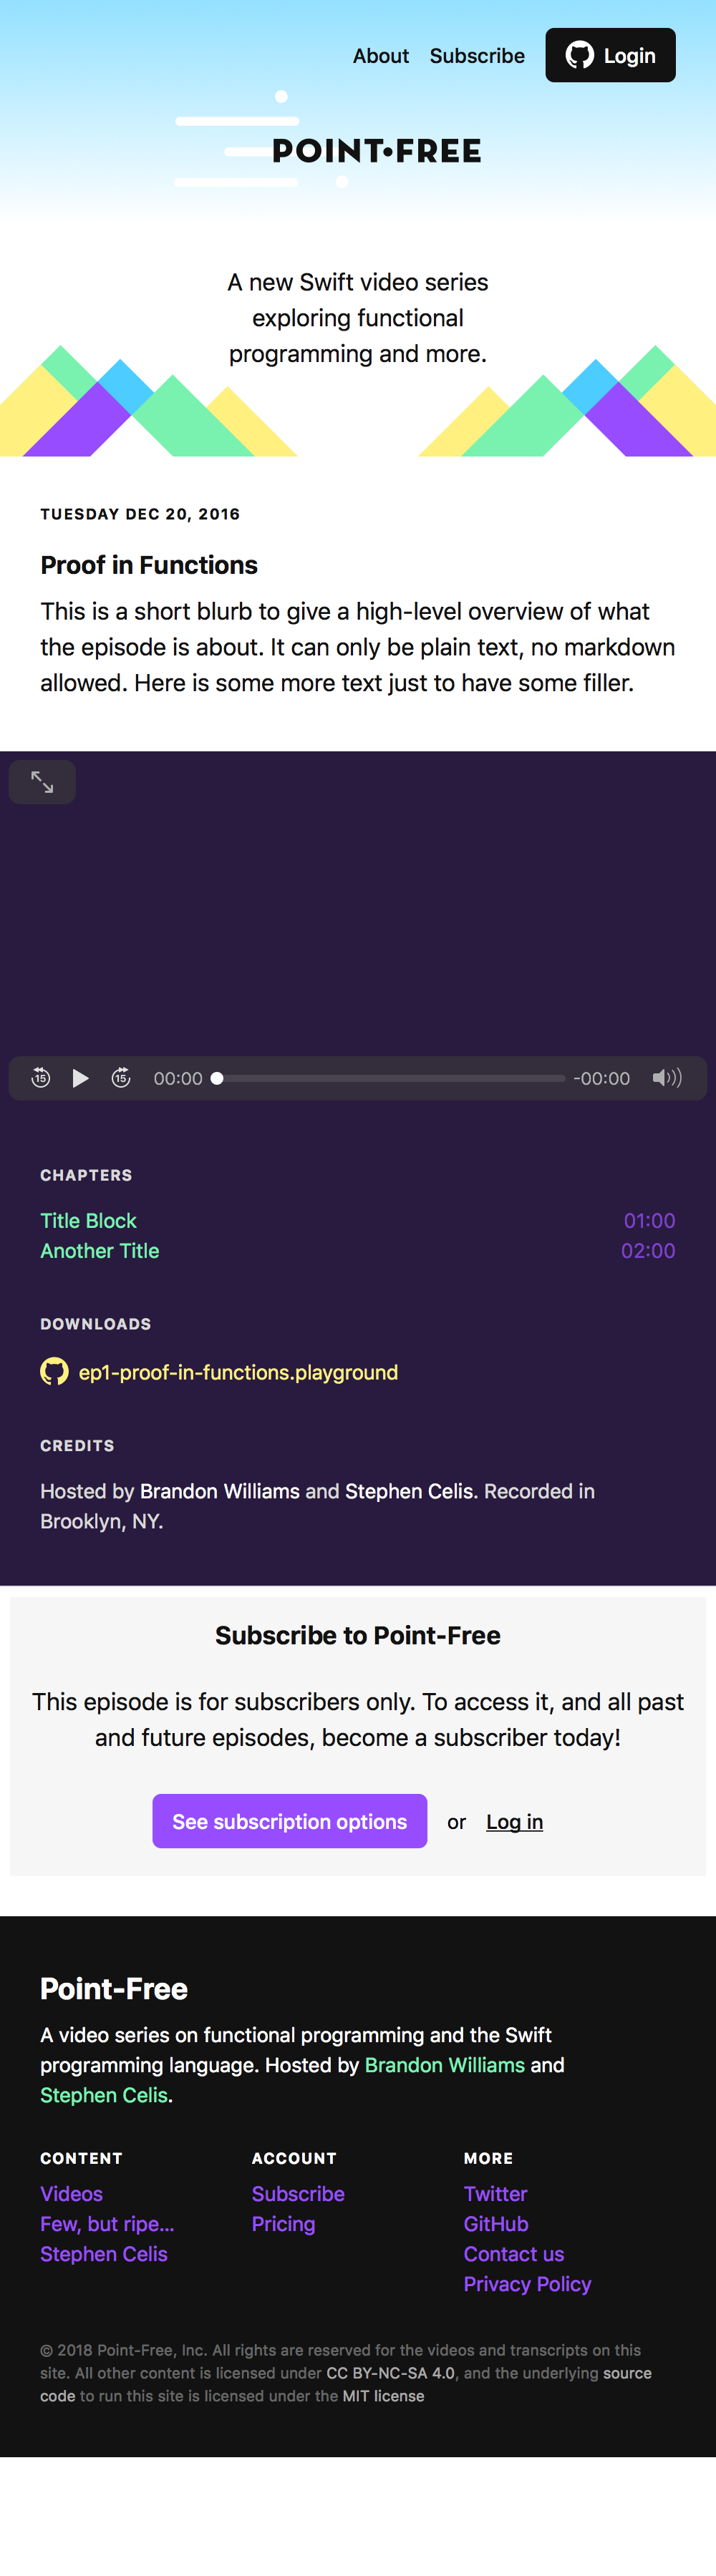 About Subscribe Login
POINT•FREE
A new Swift video series
exploring functional
programming and more.
TUESDAY DEC 20, 2016
Proof in Functions
This is a short blurb to give a high-level overview of what
the episode is about. It can only be plain text, no markdown
allowed. Here is some more text just to have some filler.
15 15 00:00 -00:00
CHAPTERS
Title Block 01:00
Another Title 02:00
DOWNLOADS
ep1-proof-in-functions.playground
CREDITS
Hosted by Brandon Williams and Stephen Celis. Recorded in
Brooklyn, NY.
Subscribe to Point-Free
This episode is for subscribers only. To access it, and all past
and future episodes, become a subscriber today!
See subscription options or Log in
Point-Free
A video series on functional programming and the Swift
programming language. Hosted by Brandon Williams and
Stephen Celis.
CONTENT ACCOUNT MORE
Videos Subscribe Twitter
Few, but ripe... Pricing GitHub
Stephen Celis Contact us
Privacy Policy
© 2018 Point-Free, Inc. All rights are reserved for the videos and transcripts on this
site. All other content is licensed under CC BY-NC-SA 4.0, and the underlying source
code to run this site is licensed under the MIT license